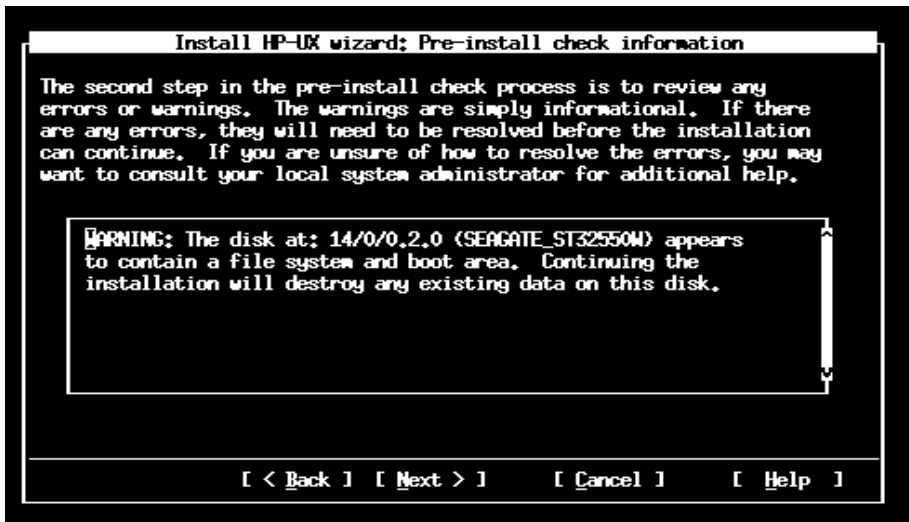 Install HP-UX wizard: Pre-install check information
The second step in the pre-install check process is to review any
errors or warnings. The warnings are simply informational. If there
are any errors, they will need to be resolved before the installation
can continue. If you are unsure of how to resolve the errors, you may
want to consult your local system administrator for additional help.
WARNING: The disk at: 14/0/0.2.0 (SEAGATE_ST32550W) appears
to contain a file system and boot area. Continuing the
installation will destroy any existing data on this disk.
[ < Back ] [ Next > ] [ Cancel ] [ Help ]